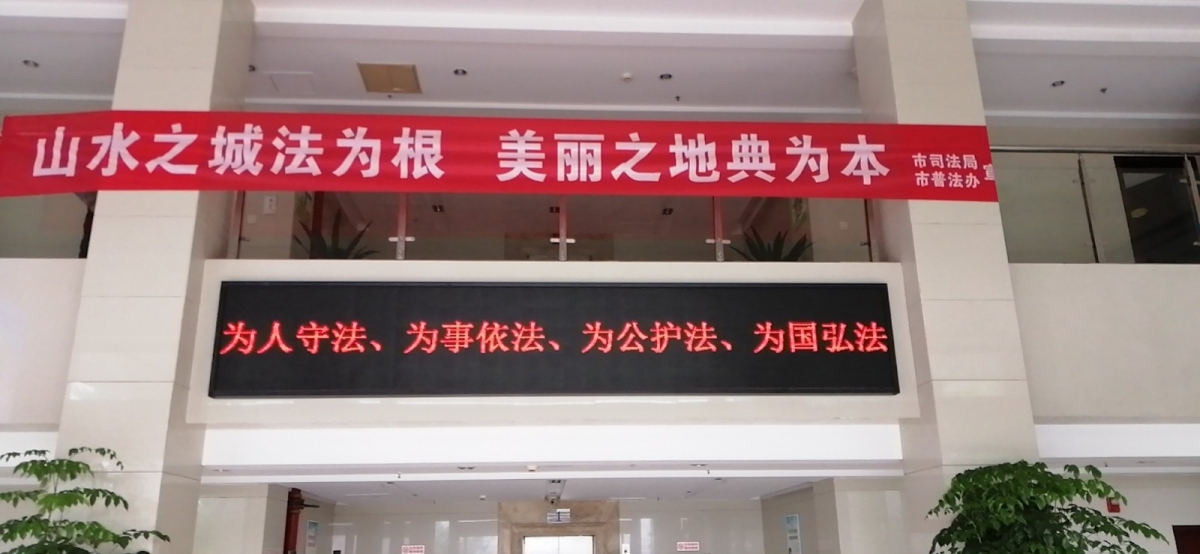 山水之城法为根 美丽之地典为本
市司法局
市普法办
宣
为人守法、为事依法、为公护法、为国弘法